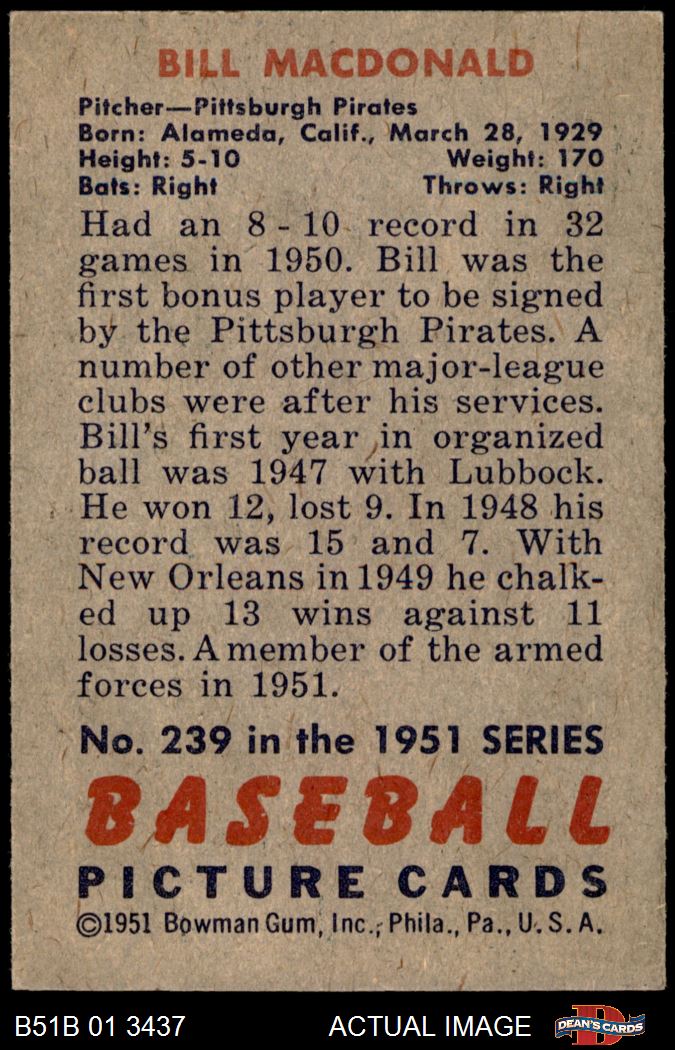 BILL MACDONALD
Pitcher—Pittsburgh Pirates
Born: Alameda, Calif., March 28, 1929
Height: 5-10 Weight: 170
Bats: Right Throws: Right
Had an 8-10 record in 32
games in 1950. Bill was the
first bonus player to be signed
by the Pittsburgh Pirates. A
number of other major-league
clubs were after his services.
Bill's first year in organized
ball was 1947 with Lubbock.
He won 12, lost 9. In 1948 his
record was 15 and 7. With
New Orleans in 1949 he chalk-
ed up 13 wins against 11
losses. A member of the armed
forces in 1951.
No. 239 in the 1951 SERIES
BASEBALL
PICTURE CARDS
©1951 Bowman Gum, Inc., Phila., Pa., U. S. A.
B51B 01 3437 ACTUAL IMAGE D DEAN'S CARDS